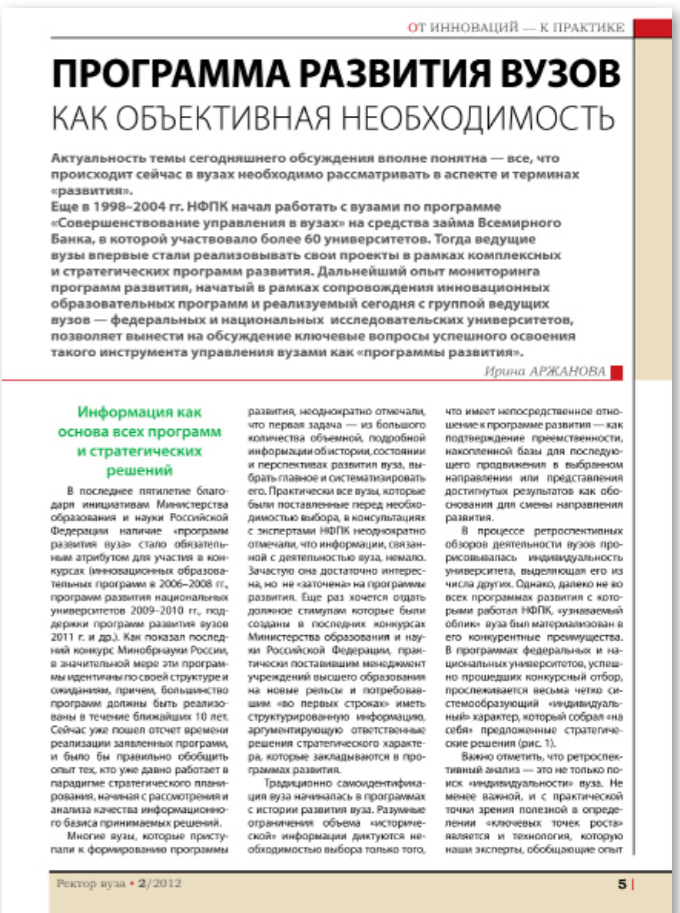 ОТ ИННОВАЦИЙ — К ПРАКТИКЕ
ПРОГРАММА РАЗВИТИЯ ВУЗОВ
КАК ОБЪЕКТИВНАЯ НЕОБХОДИМОСТЬ
Актуальность темы сегодняшнего обсуждения вполне понятна — все, что
происходит сейчас в вузах необходимо рассматривать в аспекте и терминах
«развития».
Еще в 1998–2004 гг. НФПК начал работать с вузами по программе
«Совершенствование управления в вузах» на средства займа Всемирного
Банка, в которой участвовало более 60 университетов. Тогда ведущие
вузы впервые стали реализовывать свои проекты в рамках комплексных
и стратегических программ развития. Дальнейший опыт мониторинга
программ развития, начатый в рамках сопровождения инновационных
образовательных программ и реализуемый сегодня с группой ведущих
вузов — федеральных и национальных исследовательских университетов,
позволяет вынести на обсуждение ключевые вопросы успешного освоения
такого инструмента управления вузами как «программы развития».
Ирина АРЖАНОВА
Информация как
основа всех программ
и стратегических
решений
В последнее пятилетие благо-
даря инициативам Министерства
образования и науки Российской
Федерации наличие «программ
развития вуза» стало обязатель-
ным атрибутом для участия в кон-
курсах (инновационных образова-
тельных программ в 2006–2008 гг.,
программ развития национальных
университетов 2009–2010 гг., под-
держки программ развития вузов
2011 г. и др.). Как показал послед-
ний конкурс Минобрнауки России,
в значительной мере эти програм-
мы идентичны по своей структуре и
ожиданиям, причем, большинство
программ должны быть реализо-
ваны в течение ближайших 10 лет.
Сейчас уже пошел отсчет времени
реализации заявленных программ,
и было бы правильно обобщить
опыт тех, кто уже давно работает в
парадигме стратегического плани-
рования, начиная с рассмотрения и
анализа качества информационно-
го базиса принимаемых решений.
Многие вузы, которые присту-
пали к формированию программы
развития, неоднократно отмечали,
что первая задача — из большого
количества объемной, подробной
информации об истории, состоянии
и перспективах развития вуза, вы-
брать главное и систематизировать
его. Практически все вузы, которые
были поставленные перед необхо-
димостью выбора, в консультациях
с экспертами НФПК неоднократно
отмечали, что информации, связан-
ной с деятельностью вуза, немало.
Зачастую она достаточно интерес-
на, но не «заточена» на программы
развития. Еще раз хочется отдать
должное стимулам которые были
созданы в последних конкурсах
Министерства образования и нау-
ки Российской Федерации, прак-
тически поставившим менеджмент
учреждений высшего образования
на новые рельсы и потребовав-
шим «во первых строках» иметь
структурированную информацию,
аргументирующую ответственные
решения стратегического характе-
ра, которые закладываются в про-
граммах развития.
Традиционно самоидентифика-
ция вуза начиналась в программах
с истории развития вуза. Разумные
ограничения объема «историче-
ской» информации диктуются не-
обходимостью выбора только того,
что имеет непосредственное отно-
шение к программе развития — как
подтверждение преемственности,
накопленной базы для последую-
щего продвижения в выбранном
направлении или представления
достигнутых результатов как обо-
снования для смены направления
развития.
В процессе ретроспективных
обзоров деятельности вузов про-
рисовывалась индивидуальность
университета, выделяющая его из
числа других. Однако, далеко не во
всех программах развития с кото-
рыми работал НФПК, «узнаваемый
облик» вуза был материализован в
его конкурентные преимущества.
В программах федеральных и на-
циональных университетов, успеш-
но прошедших конкурсный отбор,
прослеживается весьма четко си-
стемообразующий «индивидуаль-
ный» характер, который собрал «на
себя» предложенные стратегиче-
ские решения (рис. 1).
Важно отметить, что ретроспек-
тивный анализ — это не только по-
иск «индивидуальности» вуза. Не
менее важной, и с практической
точки зрения полезной в опреде-
лении «ключевых точек роста»
является и технология, которую
наши эксперты, обобщающие опыт
Ректор вуза • 2/2012
5